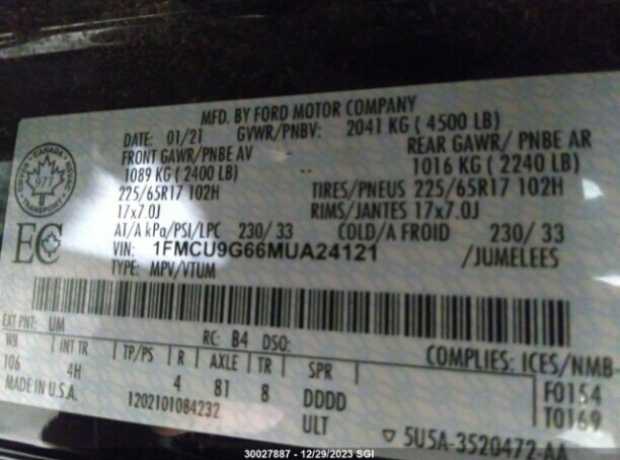 MFD. BY FORD MOTOR COMPANY
DATE: 01/21 GVWR/PNBV: 2041 KG ( 4500 LB)
FRONT GAWR/PNBE AV REAR GAWR/ PNBE AR
1089 KG ( 2400 LB) 1016 KG ( 2240 LB)
225/65R17 102H TIRES/PNEUS 225/65R17 102H
17x7.0J RIMS/JANTES 17x7.0J
AT/A kPa/PSI/LPC 230/ 33 COLD/A FROID 230/ 33
VIN: 1FMCU9G66MUA24121 /JUMELEES
TYPE: MPV/VTUM
CANADA
977
TRANSPORT
EC
EXT PNT: UM RC: B4 DSO:
COMPLIES: ICES/NMB-
WB INT TR TP/PS R AXLE TR SPR
106 4H 4 81 8 DDDD F0154
MADE IN U.S.A. 1202101084232 ULT T0169
5U5A-3520472-AA
30027887 - 12/29/2023 SGI